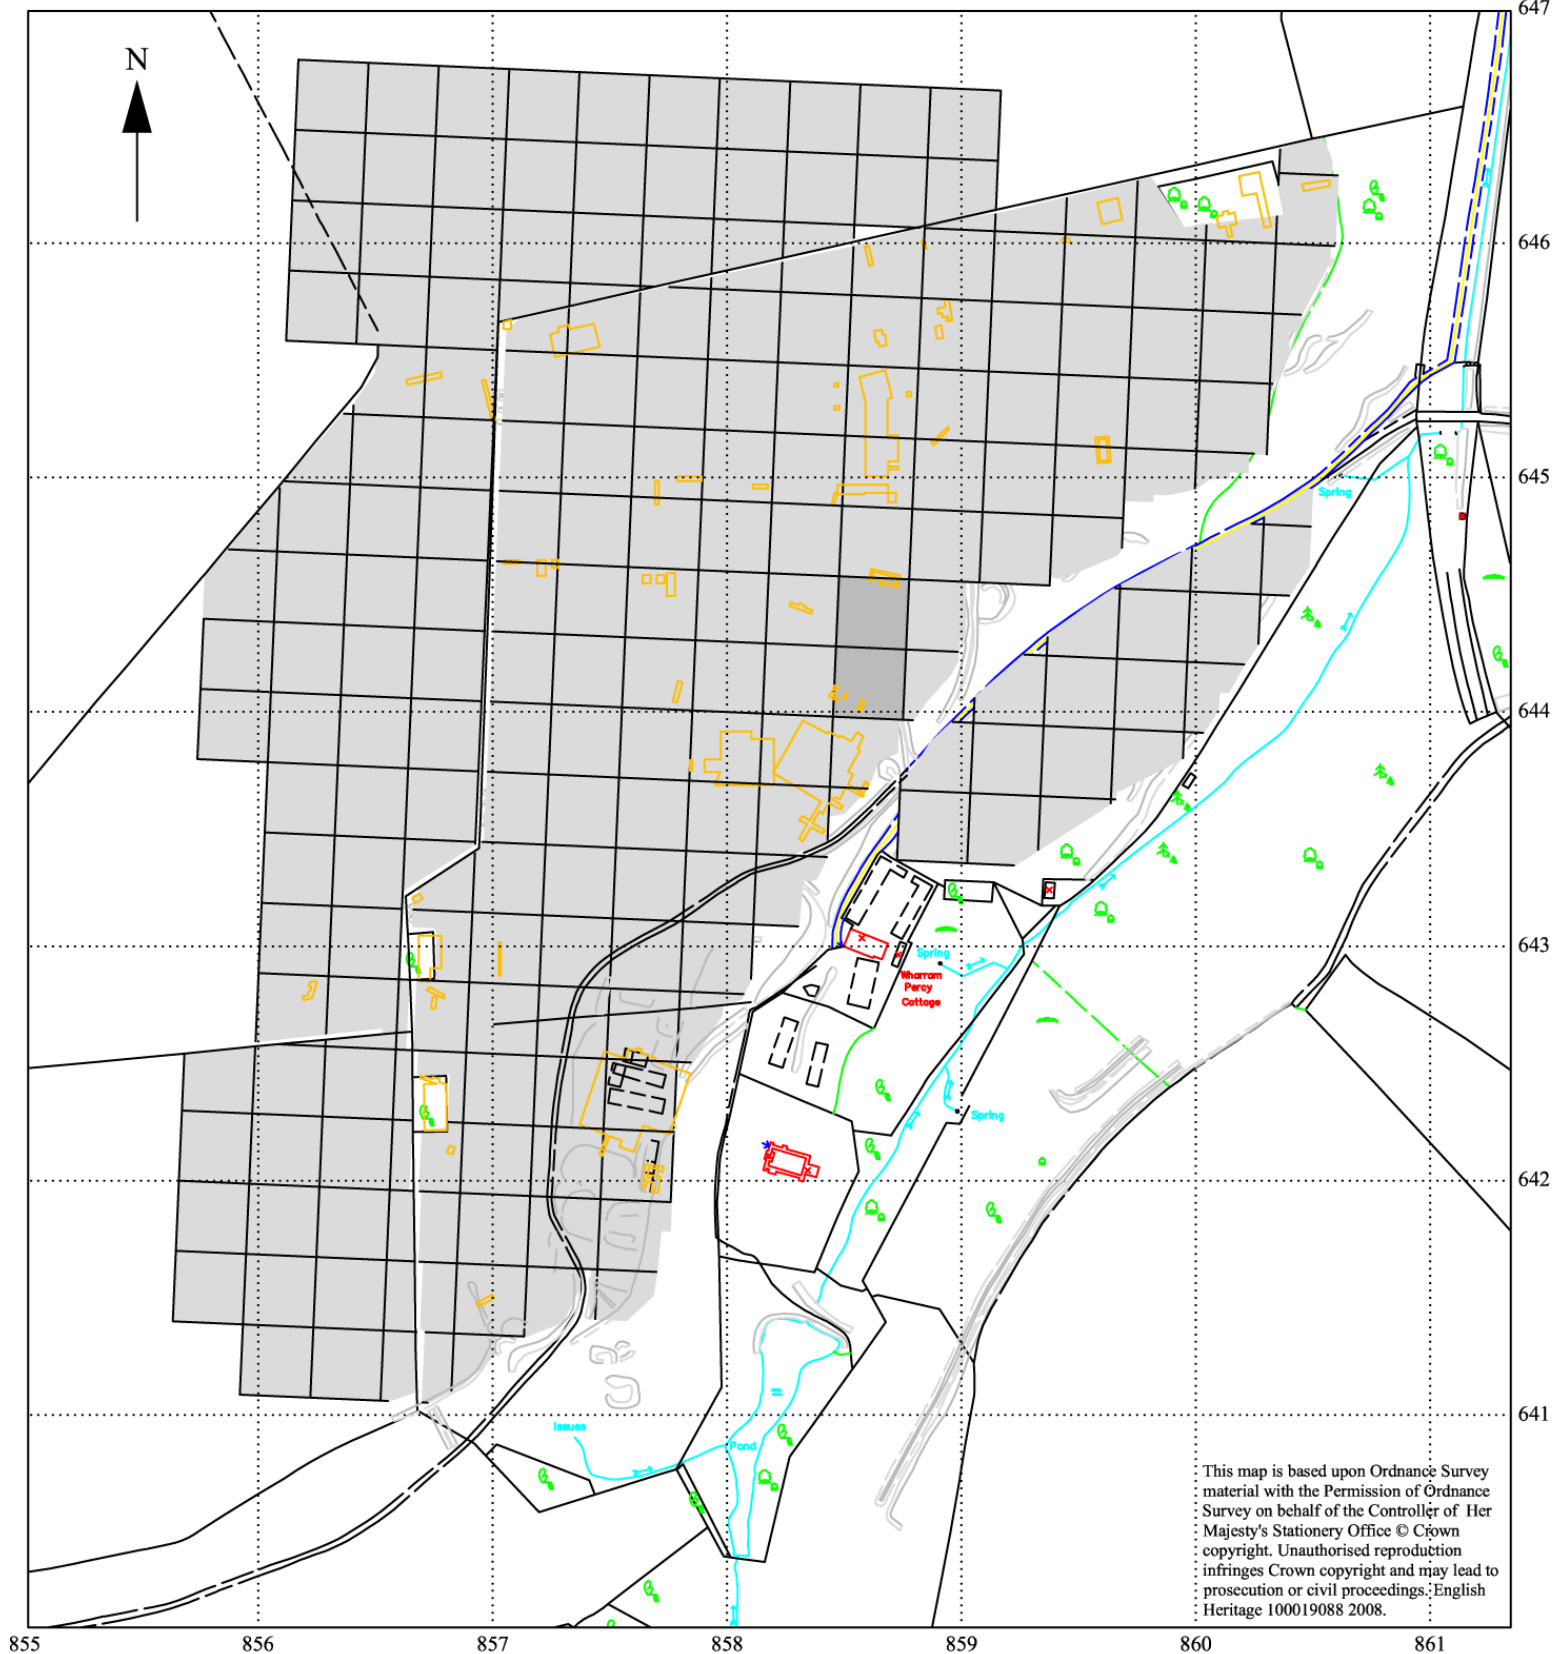 647
N
646
645
Spring
644
643
Spring
Wharram
Percy
Cottage
Spring
642
641
Issues
Pond
This map is based upon Ordnance Survey
material with the Permission of Ordnance
Survey on behalf of the Controller of Her
Majesty's Stationery Office © Crown
copyright. Unauthorised reproduction
infringes Crown copyright and may lead to
prosecution or civil proceedings. English
Heritage 100019088 2008.
855
856
857
858
859
860
861